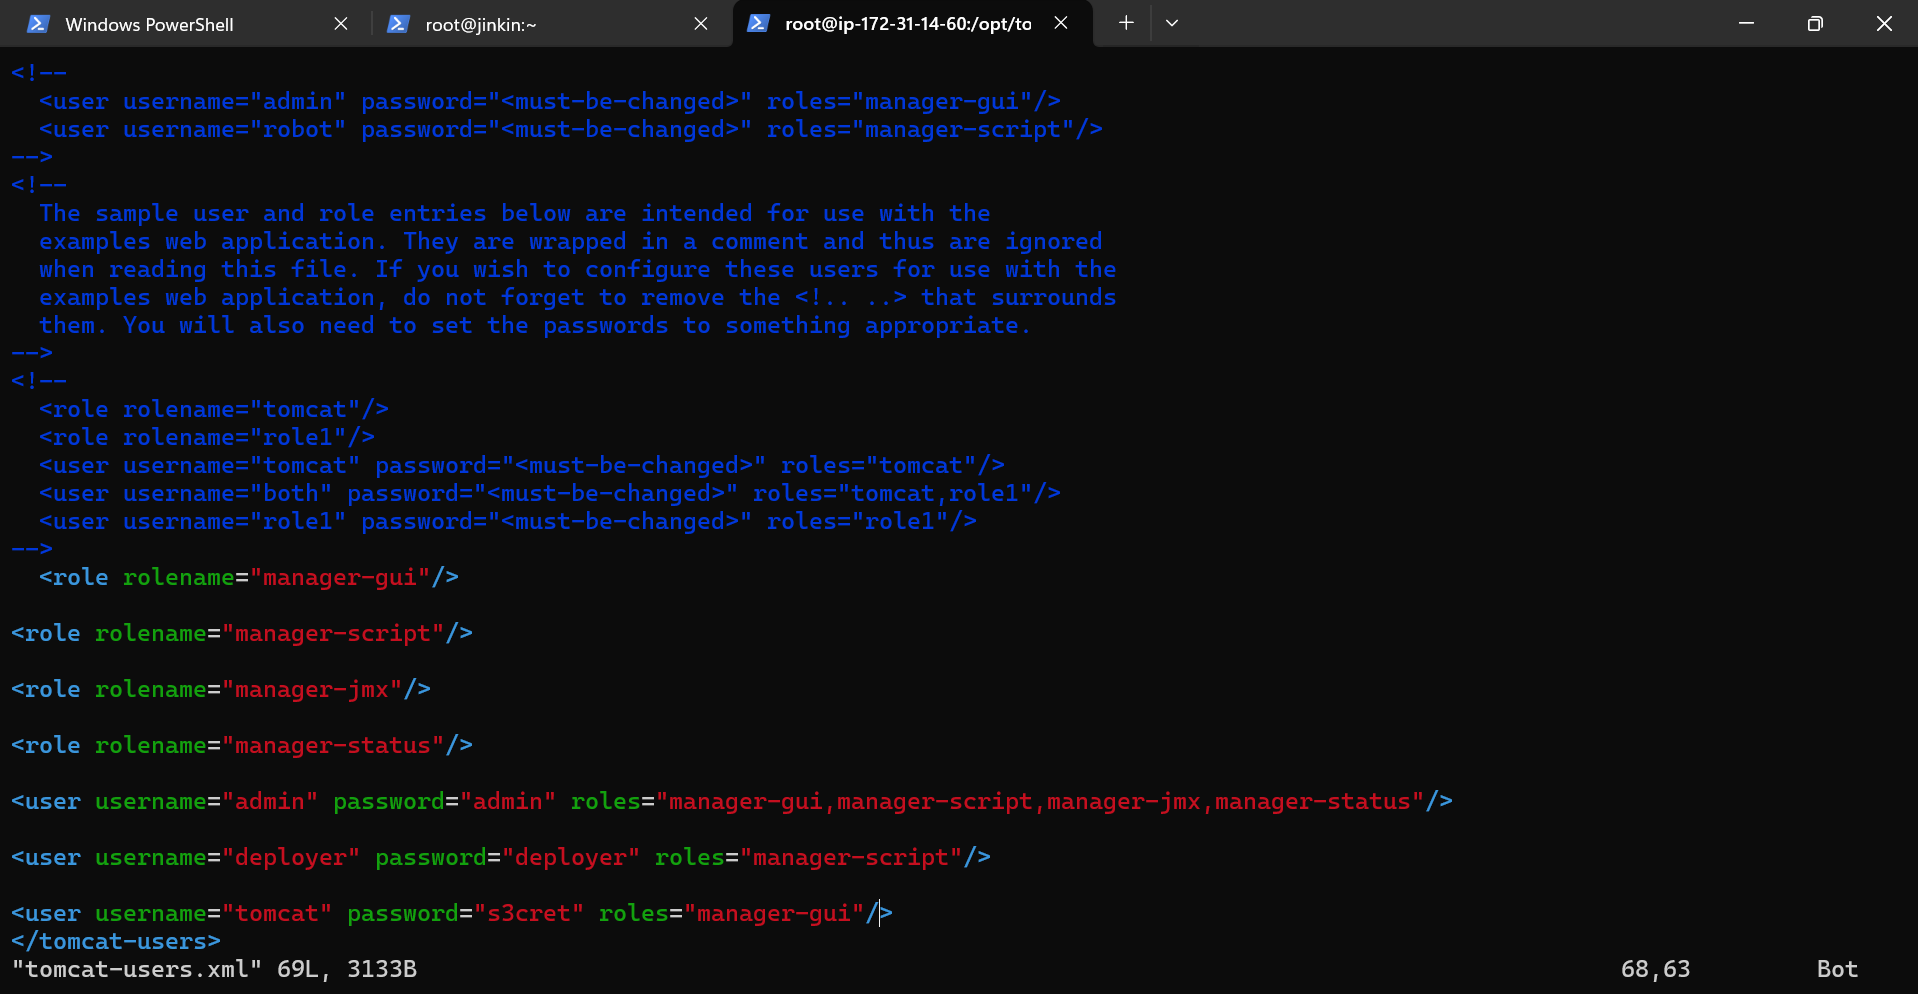 Windows PowerShell
root@jinkin:~
root@ip-172-31-14-60:/opt/to
<!--
  <user username="admin" password="<must-be-changed>" roles="manager-gui"/>
  <user username="robot" password="<must-be-changed>" roles="manager-script"/>
-->
<!--
  The sample user and role entries below are intended for use with the
  examples web application. They are wrapped in a comment and thus are ignored
  when reading this file. If you wish to configure these users for use with the
  examples web application, do not forget to remove the <!.. ..> that surrounds
  them. You will also need to set the passwords to something appropriate.
-->
<!--
  <role rolename="tomcat"/>
  <role rolename="role1"/>
  <user username="tomcat" password="<must-be-changed>" roles="tomcat"/>
  <user username="both" password="<must-be-changed>" roles="tomcat,role1"/>
  <user username="role1" password="<must-be-changed>" roles="role1"/>
-->
  <role rolename="manager-gui"/>
<role rolename="manager-script"/>
<role rolename="manager-jmx"/>
<role rolename="manager-status"/>
<user username="admin" password="admin" roles="manager-gui,manager-script,manager-jmx,manager-status"/>
<user username="deployer" password="deployer" roles="manager-script"/>
<user username="tomcat" password="s3cret" roles="manager-gui"/>
</tomcat-users>
"tomcat-users.xml" 69L, 3133B 68,63 Bot